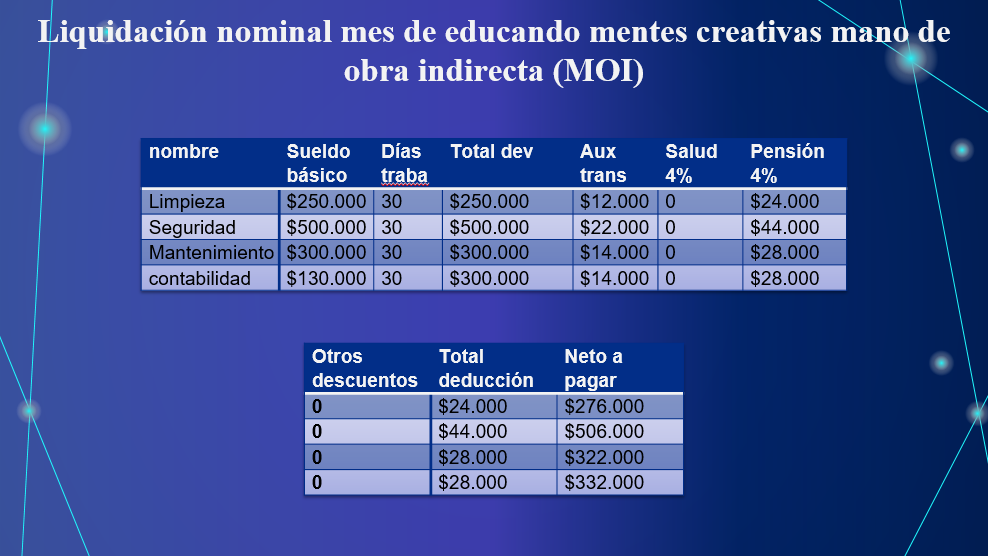 Liquidación nominal mes de educando mentes creativas mano de
obra indirecta (MOI)
nombre Sueldo básico Días traba Total dev Aux trans Salud 4% Pensión 4%
Limpieza $250.000 30 $250.000 $12.000 0 $24.000
Seguridad $500.000 30 $500.000 $22.000 0 $44.000
Mantenimiento $300.000 30 $300.000 $14.000 0 $28.000
contabilidad $130.000 30 $300.000 $14.000 0 $28.000
Otros descuentos Total deducción Neto a pagar
0 $24.000 $276.000
0 $44.000 $506.000
0 $28.000 $322.000
0 $28.000 $332.000